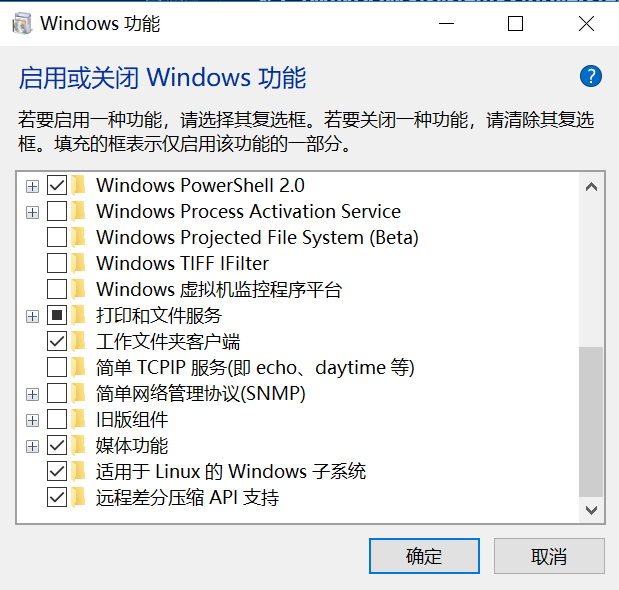 Windows 功能
启用或关闭 Windows 功能
?
若要启用一种功能，请选择其复选框。若要关闭一种功能，请清除其复选
框。填充的框表示仅启用该功能的一部分。
Windows PowerShell 2.0
Windows Process Activation Service
Windows Projected File System (Beta)
Windows TIFF IFilter
Windows 虚拟机监控程序平台
打印和文件服务
工作文件夹客户端
简单 TCPIP 服务(即 echo、daytime 等)
简单网络管理协议(SNMP)
旧版组件
媒体功能
适用于 Linux 的 Windows 子系统
远程差分压缩 API 支持
确定
取消